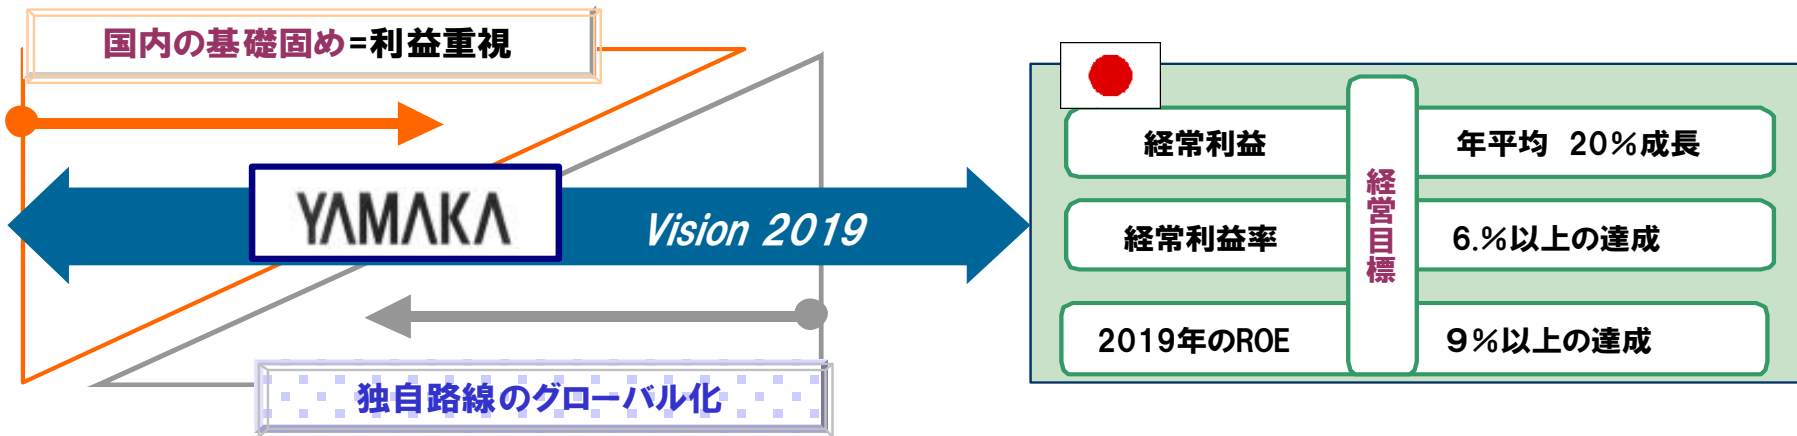 国内の基礎固め=利益重視
YAMAKA
Vision 2019
独自路線のグローバル化
経営目標
経常利益
年平均 20%成長
経常利益率
6.%以上の達成
2019年のROE
9%以上の達成